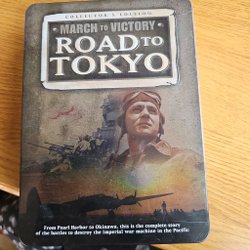 COLLECTOR'S EDITION
MARCH TO VICTORY
ROAD TO
TOKYO
From Pearl Harbor to Okinawa, this is the complete story
of the battles to destroy the imperial war machine in the Pacific